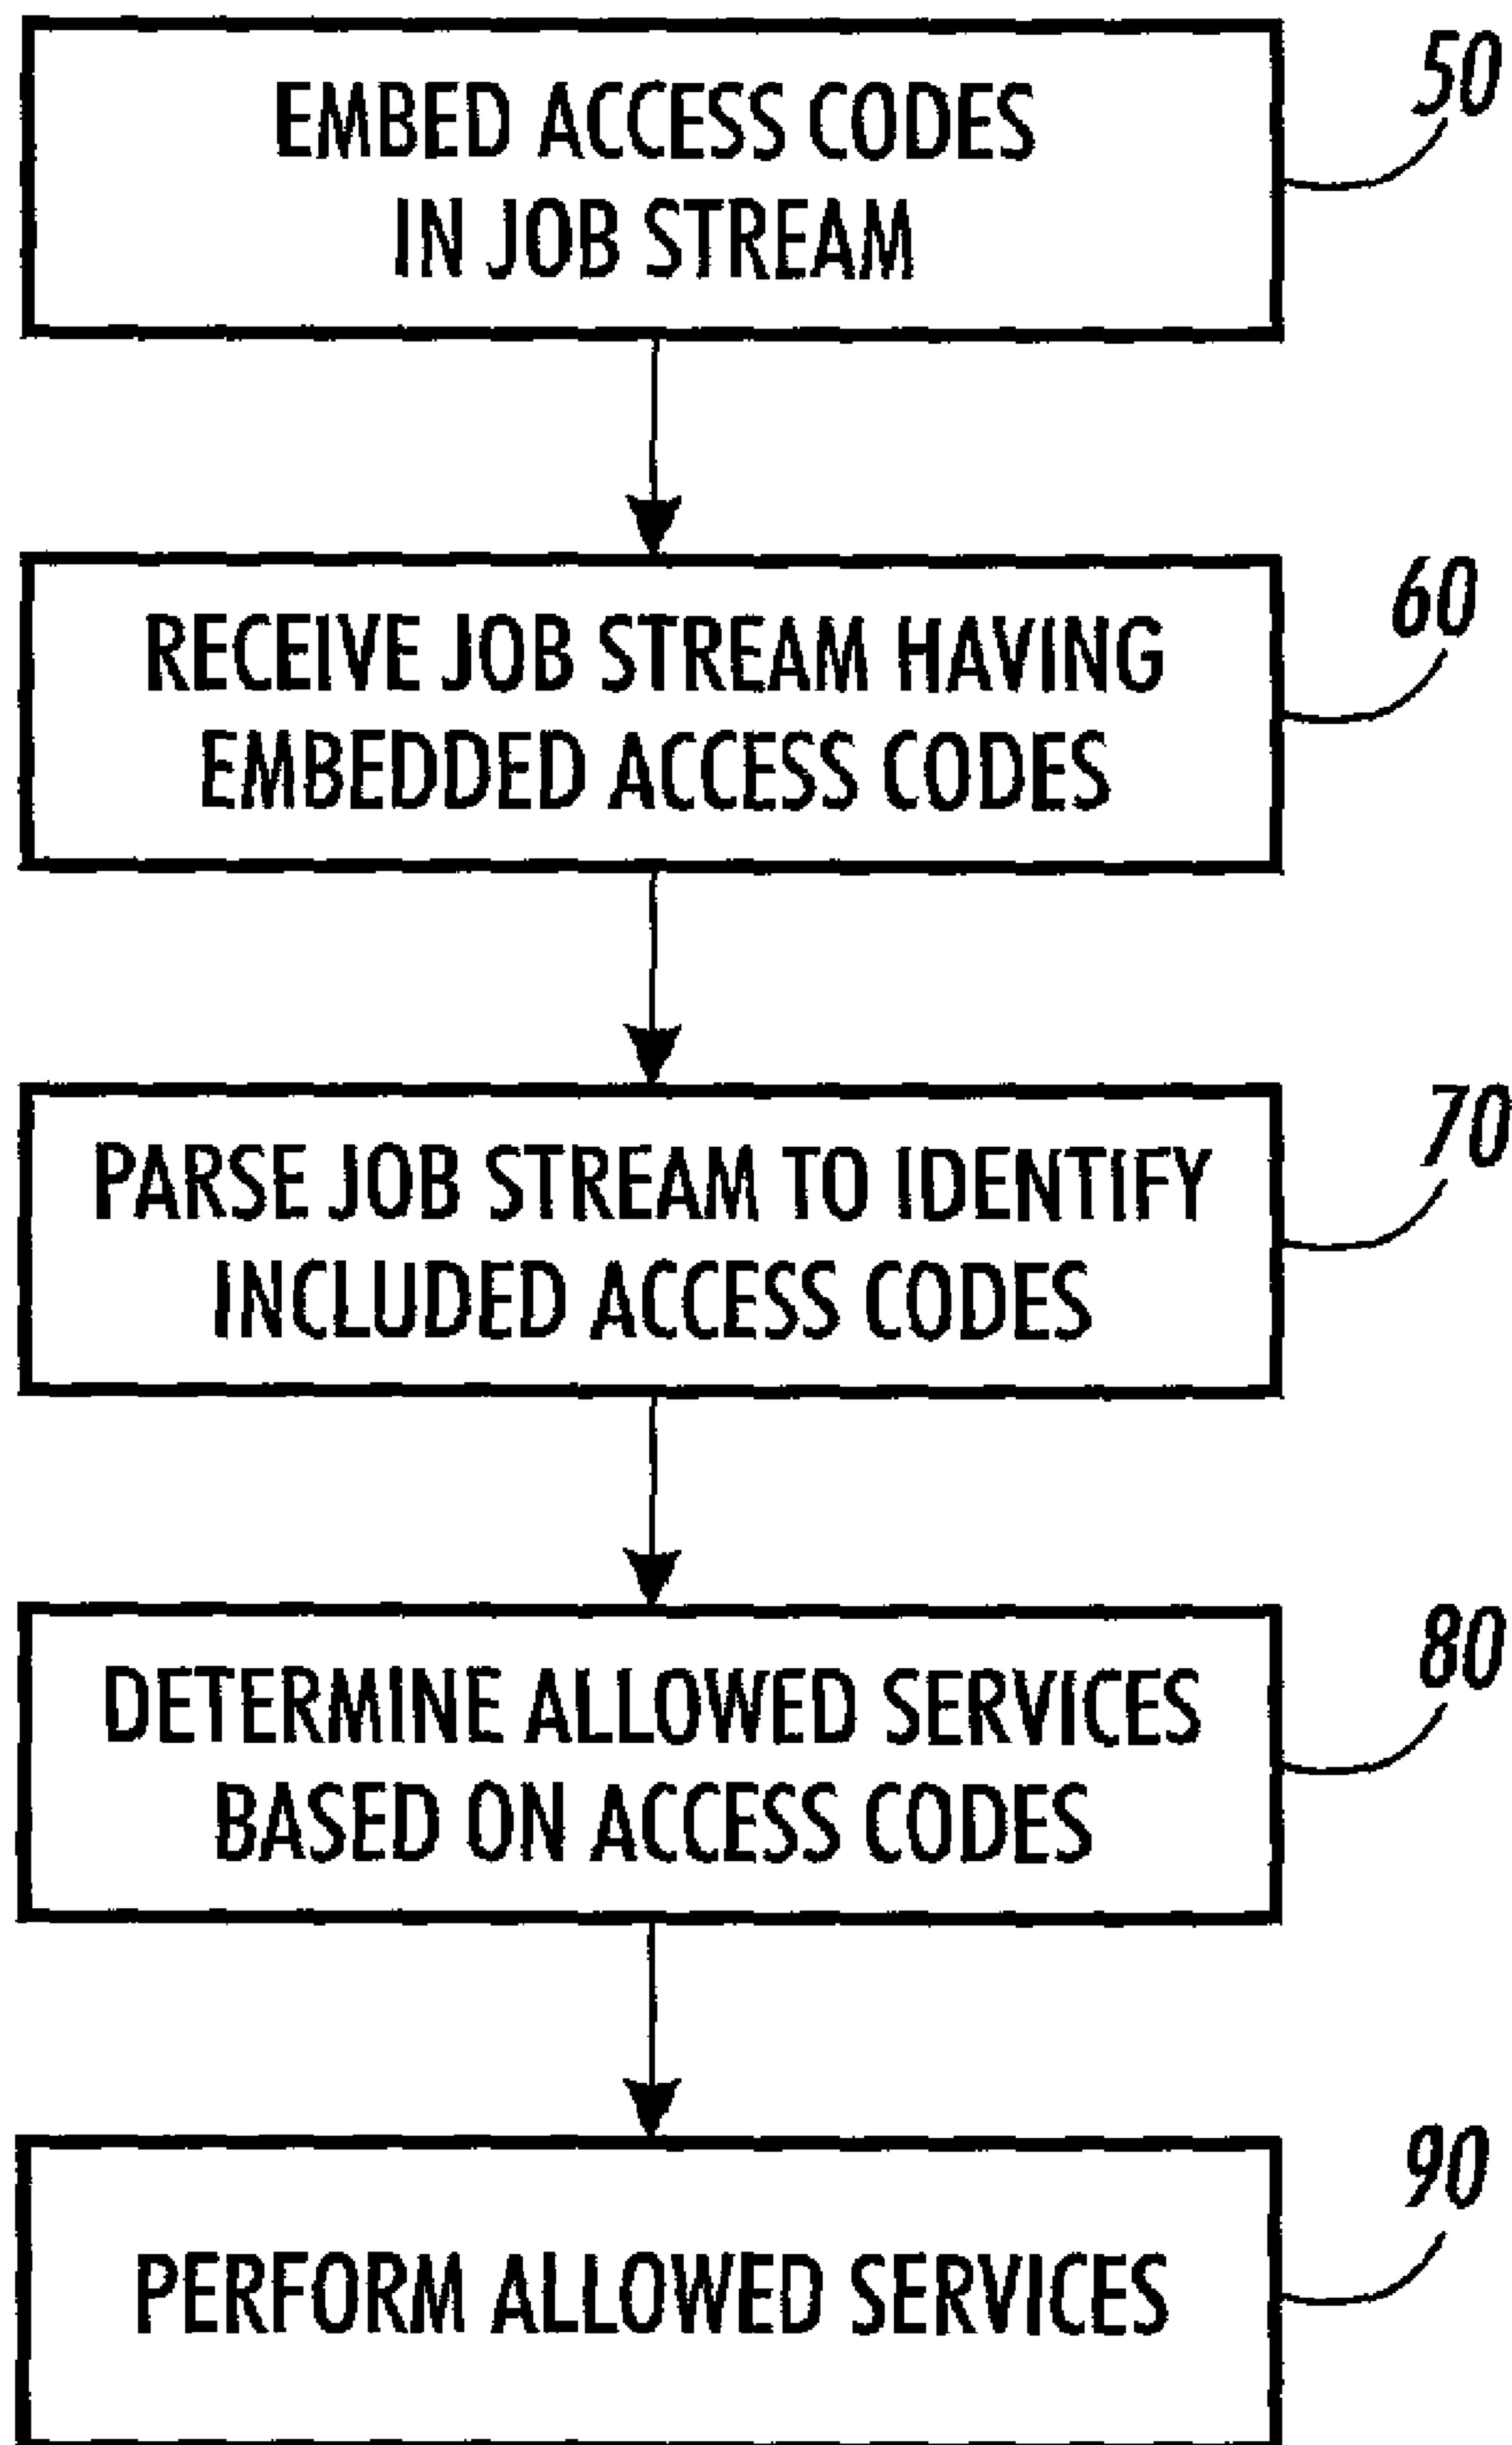 50
EMBED ACCESS CODES
IN JOB STREAM
60
RECEIVE JOB STREAM HAVING
EMBEDDED ACCESS CODES
70
PARSE JOB STREAM TO IDENTIFY
INCLUDED ACCESS CODES
80
DETERMINE ALLOWED SERVICES
BASED ON ACCESS CODES
90
PERFORM ALLOWED SERVICES